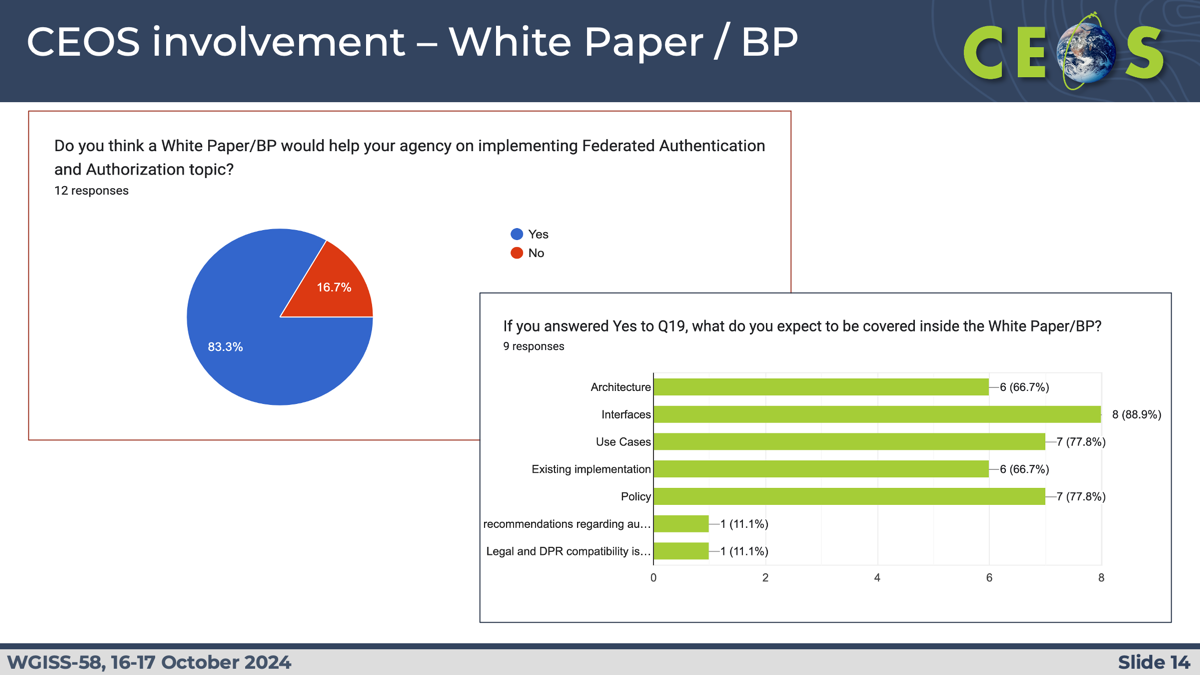 CEOS involvement – White Paper / BP
CEOS
Do you think a White Paper/BP would help your agency on implementing Federated Authentication
and Authorization topic?
12 responses
Yes
No
16.7%
83.3%
If you answered Yes to Q19, what do you expect to be covered inside the White Paper/BP?
9 responses
Architecture 6 (66.7%)
Interfaces 8 (88.9%)
Use Cases 7 (77.8%)
Existing implementation 6 (66.7%)
Policy 7 (77.8%)
recommendations regarding au... 1 (11.1%)
Legal and DPR compatibility is... 1 (11.1%)
0 2 4 6 8
WGISS-58, 16-17 October 2024
Slide 14